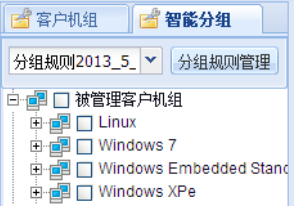 客户机组 智能分组
分组规则2013_5_ 分组规则管理
被管理客户机组
Linux
Windows 7
Windows Embedded Stanc
Windows XPe